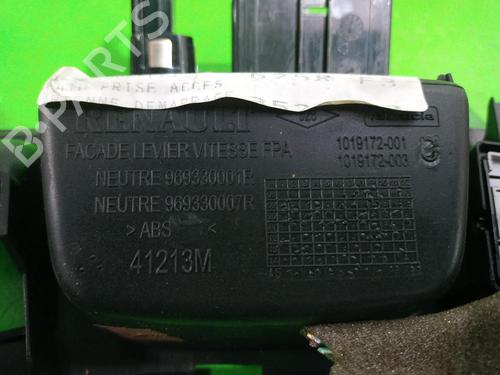 PRISE ACCES
RENAULT
FACADE LEVIER VITESSE FPA
1019172-001
1019172-003
NEUTRE 969330001R
NEUTRE 969330007R
>ABS <
41213M
B-PARTS